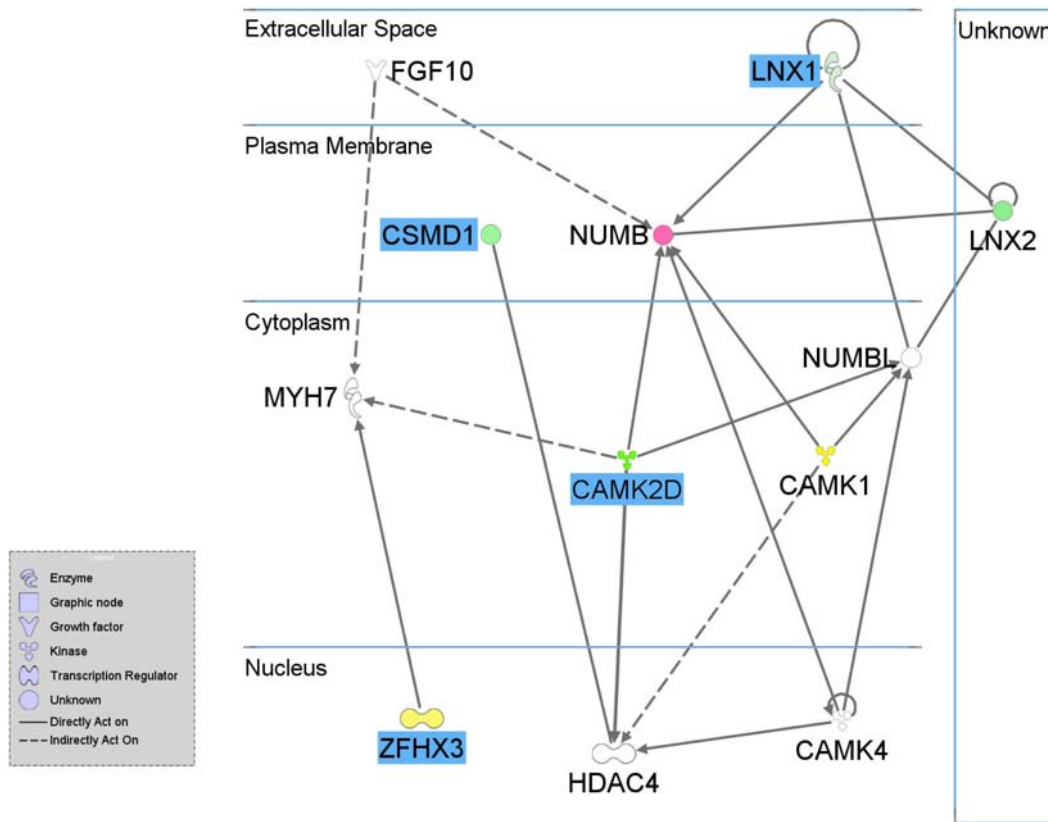 Extracellular Space
Unknown
FGF10
LNX1
Plasma Membrane
CSMD1
NUMB
LNX2
Cytoplasm
NUMBL
MYH7
CAMK2D
CAMK1
Nucleus
ZFHX3
HDAC4
CAMK4
Legend
Enzyme
Graphic node
Growth factor
Kinase
Transcription Regulator
Unknown
Directly Act on
Indirectly Act On